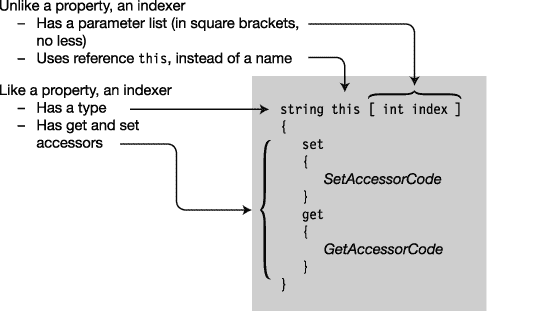 Unlike a property, an indexer
– Has a parameter list (in square brackets,
no less)
– Uses reference this, instead of a name
Like a property, an indexer
– Has a type
– Has get and set
accessors
string this [ int index ]
{
set
{
SetAccessorCode
}
get
{
GetAccessorCode
}
}